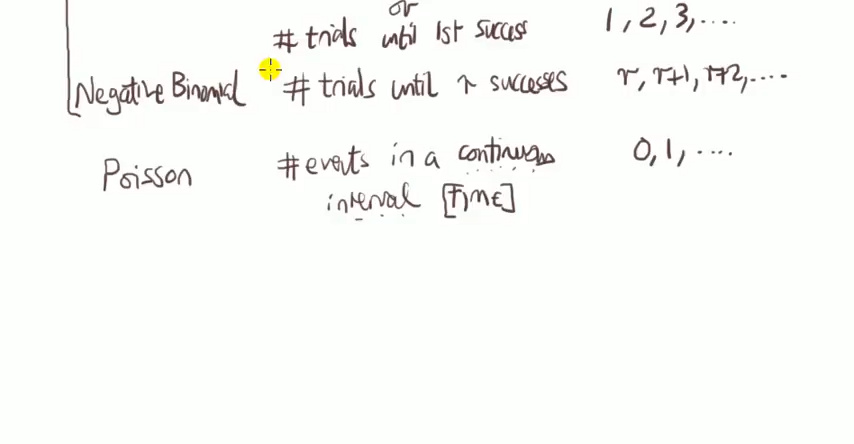 or
# trials until 1st success 1, 2, 3, ....
Negative Binomial # trials until r successes r, r+1, r+2, ....
Poisson # events in a continuous 0, 1, ....
interval [TIME]